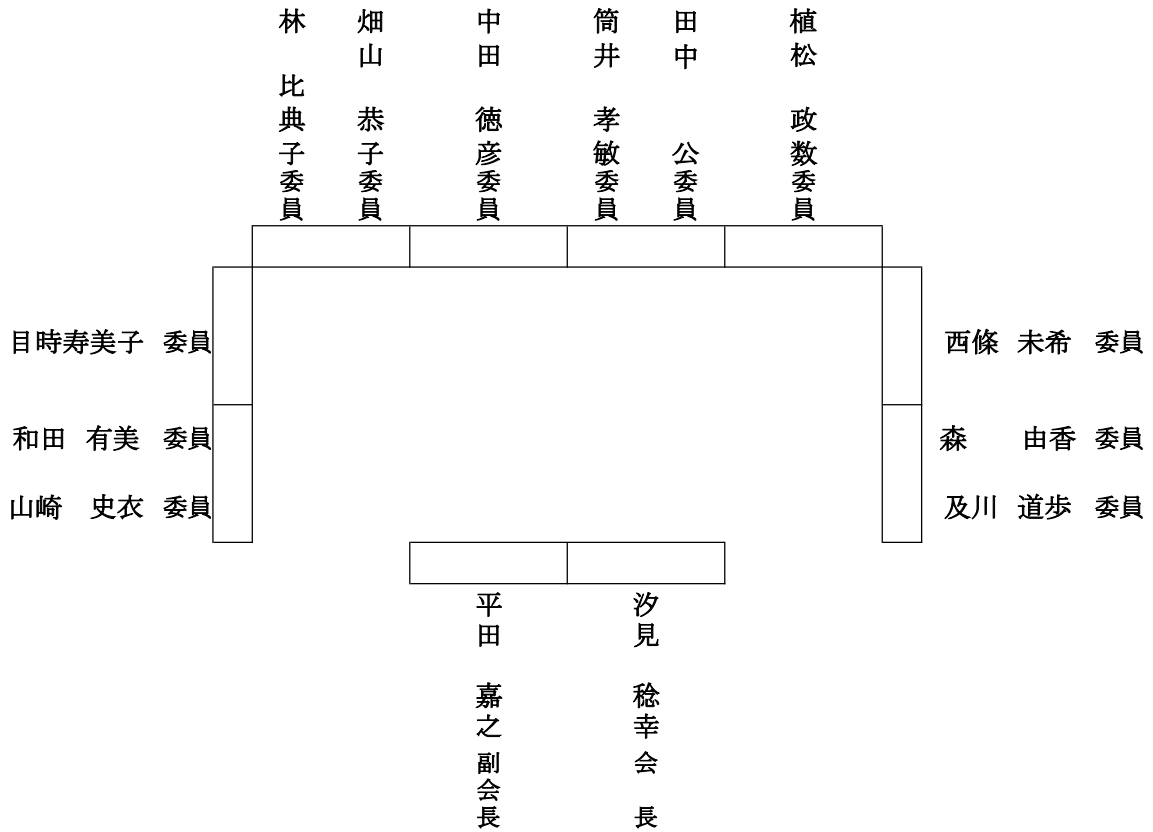 林 比典子委員
畑山 恭子委員
中田 徳彦委員
筒井 孝敏委員
田中 公委員
植松 政数委員
目時寿美子 委員
和田 有美 委員
山崎 史衣 委員
西條 未希 委員
森 由香 委員
及川 道歩 委員
平田 嘉之副会長
汐見 稔幸会長